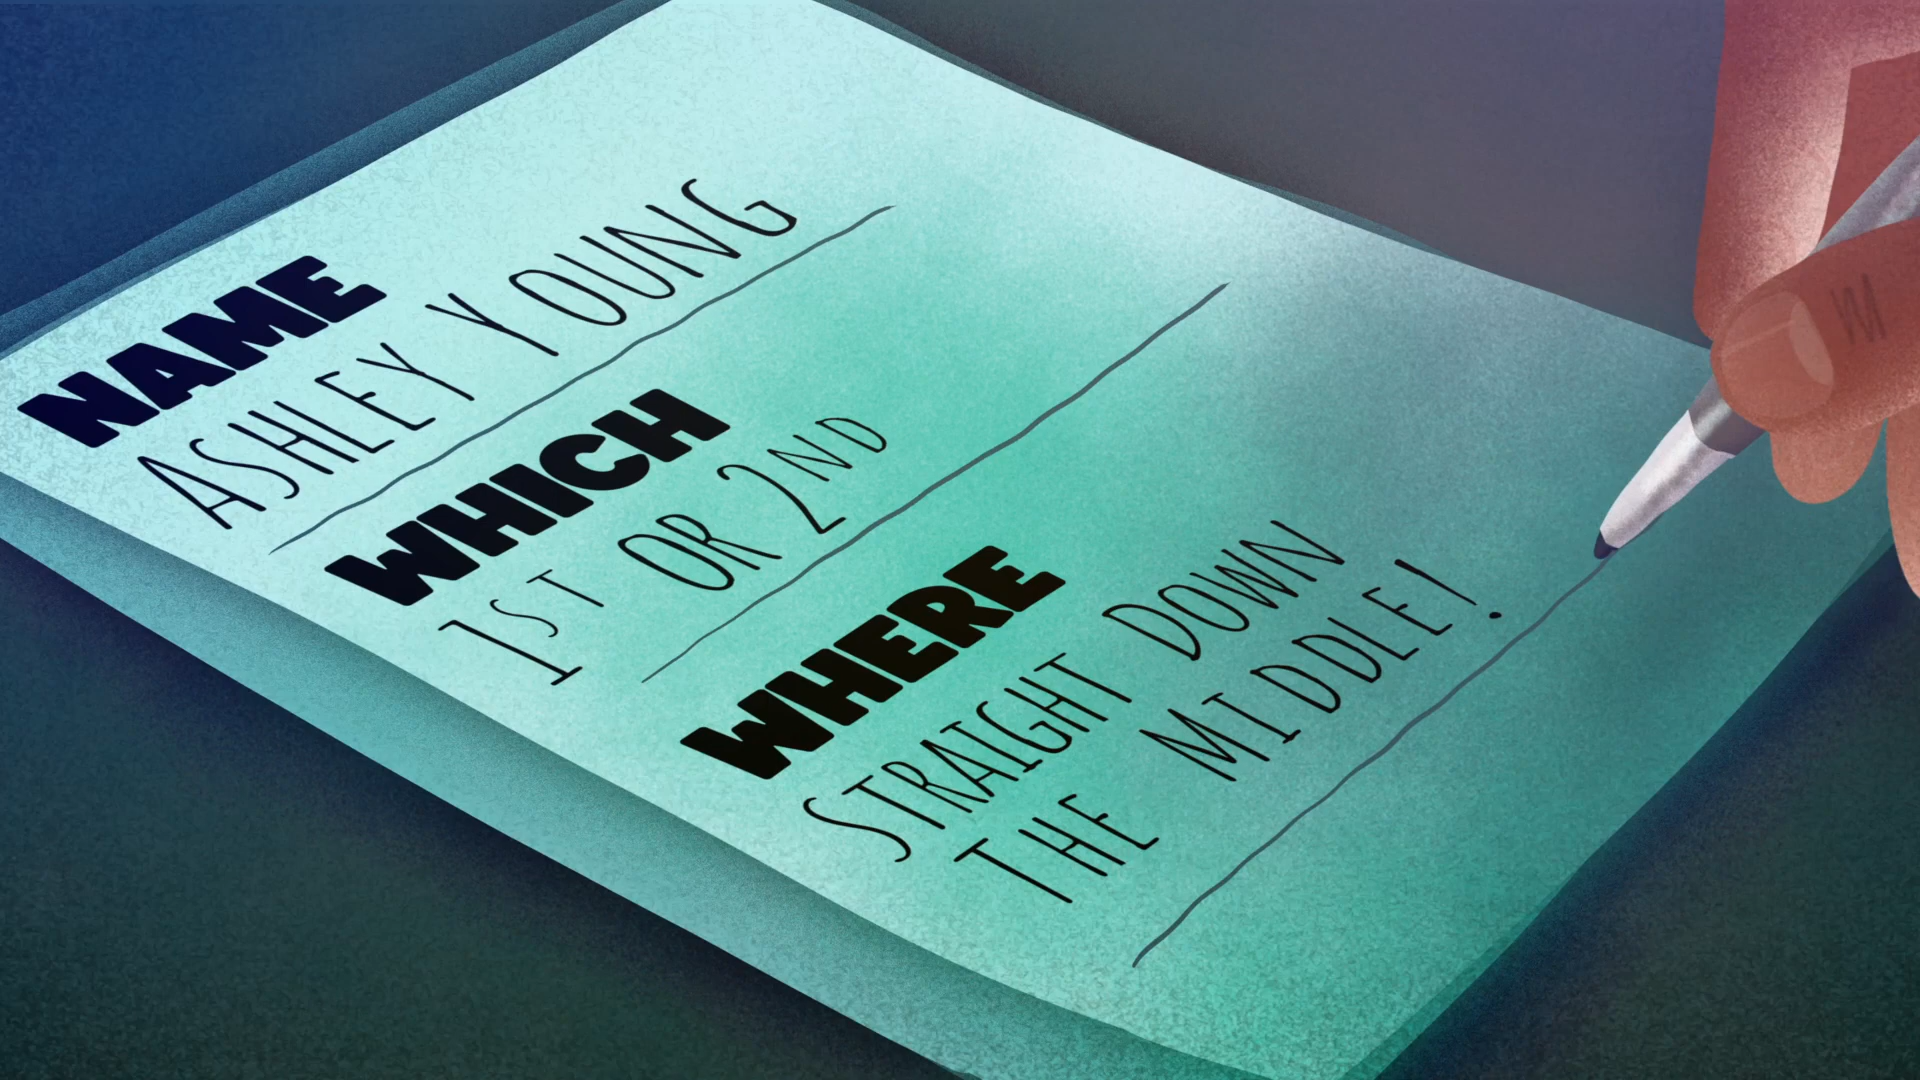 NAME
ASHLEY YOUNG
WHICH
1ST OR 2ND
WHERE
STRAIGHT DOWN
THE MIDDLE!